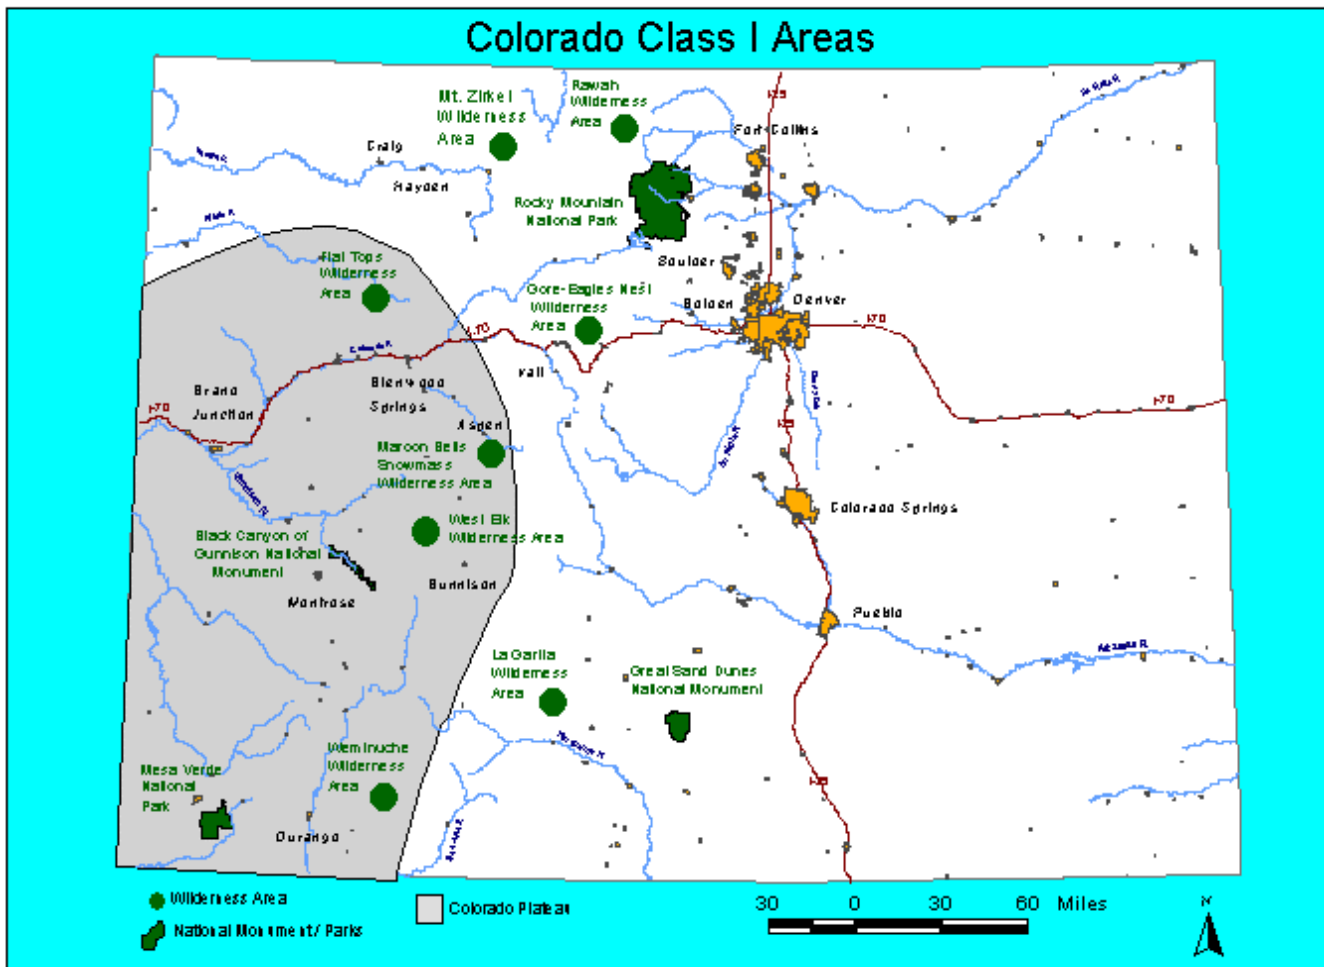 Colorado Class I Areas
Mt. Zirkel
Wilderness
Area
Rawah
Wilderness
Area
I-25
Fort Collins
Craig
Hayden
Rocky Mountain
National Park
Boulder
Flat Tops
Wilderness
Area
Gore-Eagles Nest
Wilderness
Area
Golden
Denver
I-70
I-70
Vail
Grand
Junction
I-70
Glenwood
Springs
Aspen
I-70
I-25
Maroon Bells
Snowmass
Wilderness Area
Colorado Springs
West Elk
Wilderness Area
Black Canyon of
Gunnison National
Monument
Gunnison
Montrose
Pueblo
Arkansas R.
La Garita
Wilderness
Area
Great Sand Dunes
National Monument
Weminuche
Wilderness
Area
Mesa Verde
National
Park
I-25
Durango
Wilderness Area
National Monument / Parks
Colorado Plateau
30 0 30 60 Miles
N